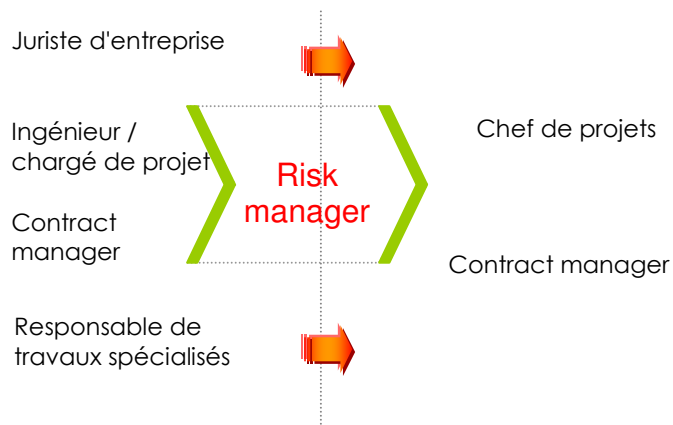 Juriste d'entreprise
Ingénieur /
chargé de projet
Contract
manager
Responsable de
travaux spécialisés
Risk
manager
Chef de projets
Contract manager